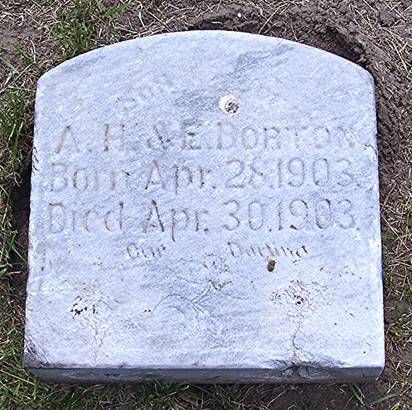 A. H. & E. BORTON
Born Apr. 28. 1903.
Died Apr. 30. 1903.
Our Darling